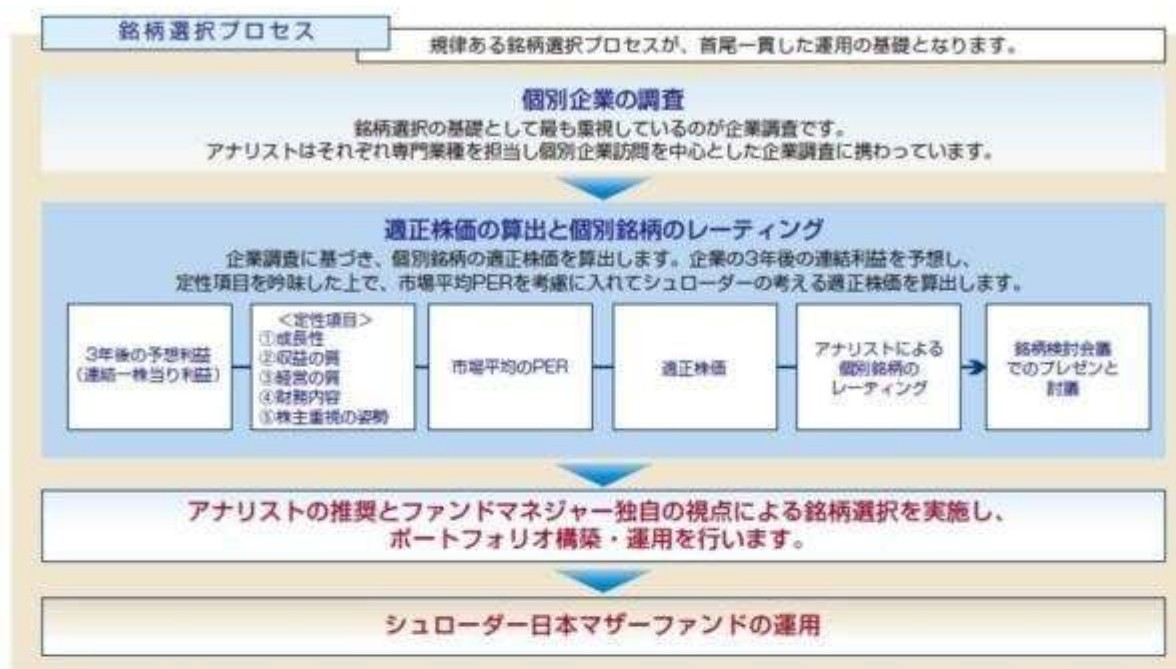 銘柄選択プロセス
規律ある銘柄選択プロセスが、首尾一貫した運用の基礎となります。
個別企業の調査
銘柄選択の基礎として最も重視しているのが企業調査です。
アナリストはそれぞれ専門業種を担当し個別企業訪問を中心とした企業調査に携わっています。
適正株価の算出と個別銘柄のレーティング
企業調査に基づき、個別銘柄の適正株価を算出します。企業の3年後の連結利益を予想し、
定性項目を吟味した上で、市場平均PERを考慮に入れてシュローダーの考える適正株価を算出します。
3年後の予想利益
(連結一株当り利益)
<定性項目>
①成長性
②収益の質
③経営の質
④財務内容
⑤株主重視の姿勢
市場平均のPER
適正株価
アナリストによる
個別銘柄の
レーティング
銘柄検討会議
でのプレゼンと
討議
アナリストの推奨とファンドマネジャー独自の視点による銘柄選択を実施し、
ポートフォリオ構築・運用を行います。
シュローダー日本マザーファンドの運用